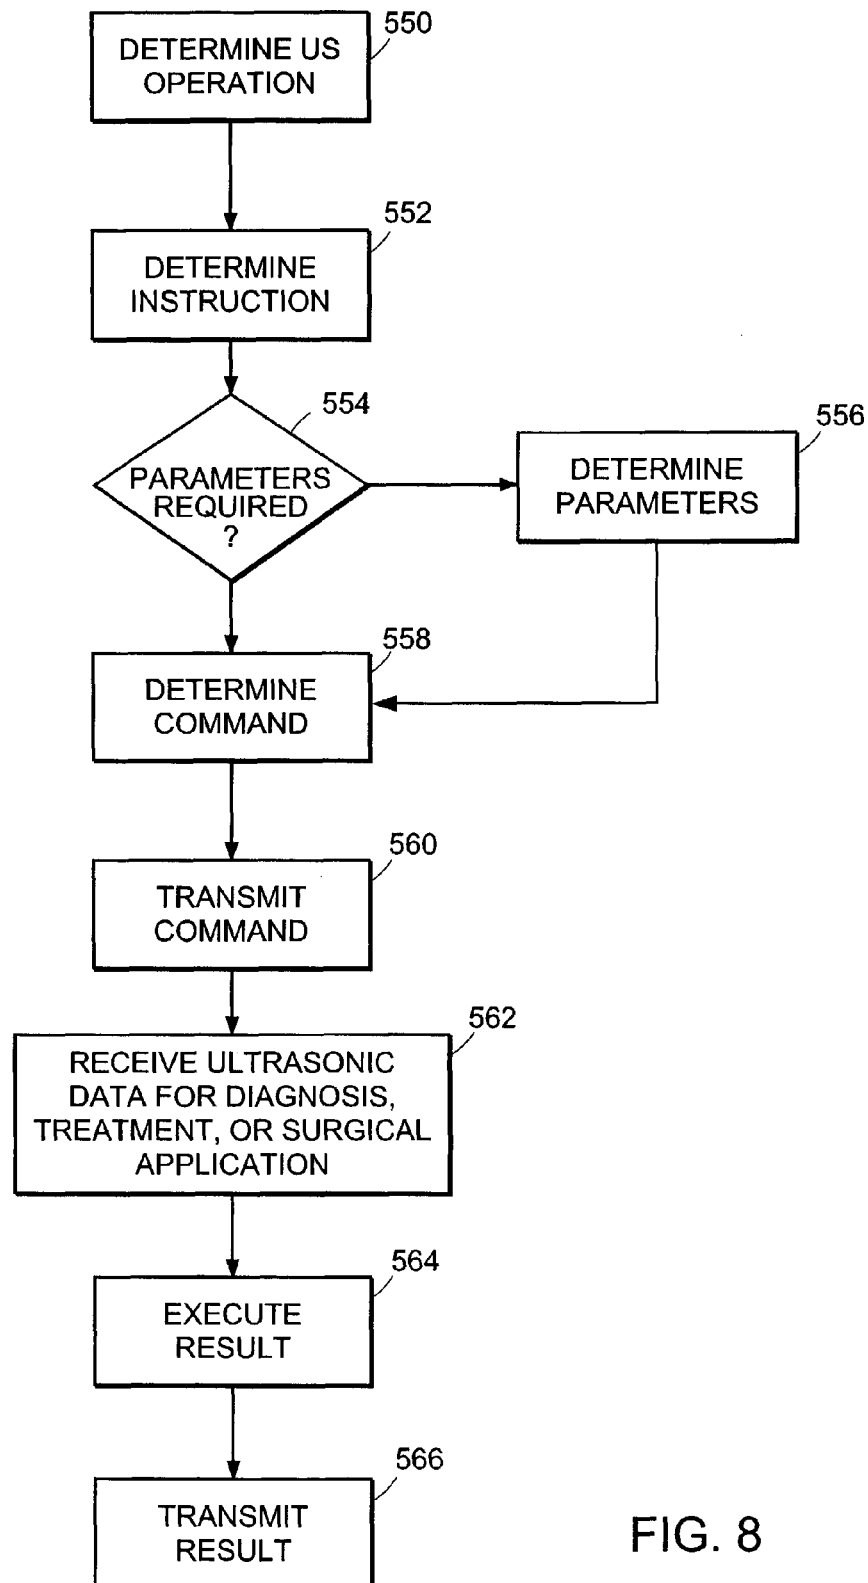 550
DETERMINE US
OPERATION
552
DETERMINE
INSTRUCTION
554
PARAMETERS
REQUIRED
?
556
DETERMINE
PARAMETERS
558
DETERMINE
COMMAND
560
TRANSMIT
COMMAND
562
RECEIVE ULTRASONIC
DATA FOR DIAGNOSIS,
TREATMENT, OR SURGICAL
APPLICATION
564
EXECUTE
RESULT
566
TRANSMIT
RESULT
FIG. 8